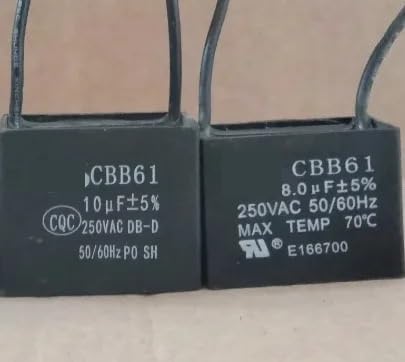 CBB61
10μF±5%
CQC
250VAC DB-D
50/60Hz PO SH
CBB61
8.0μF±5%
250VAC 50/60Hz
MAX TEMP 70℃
RU ® E166700